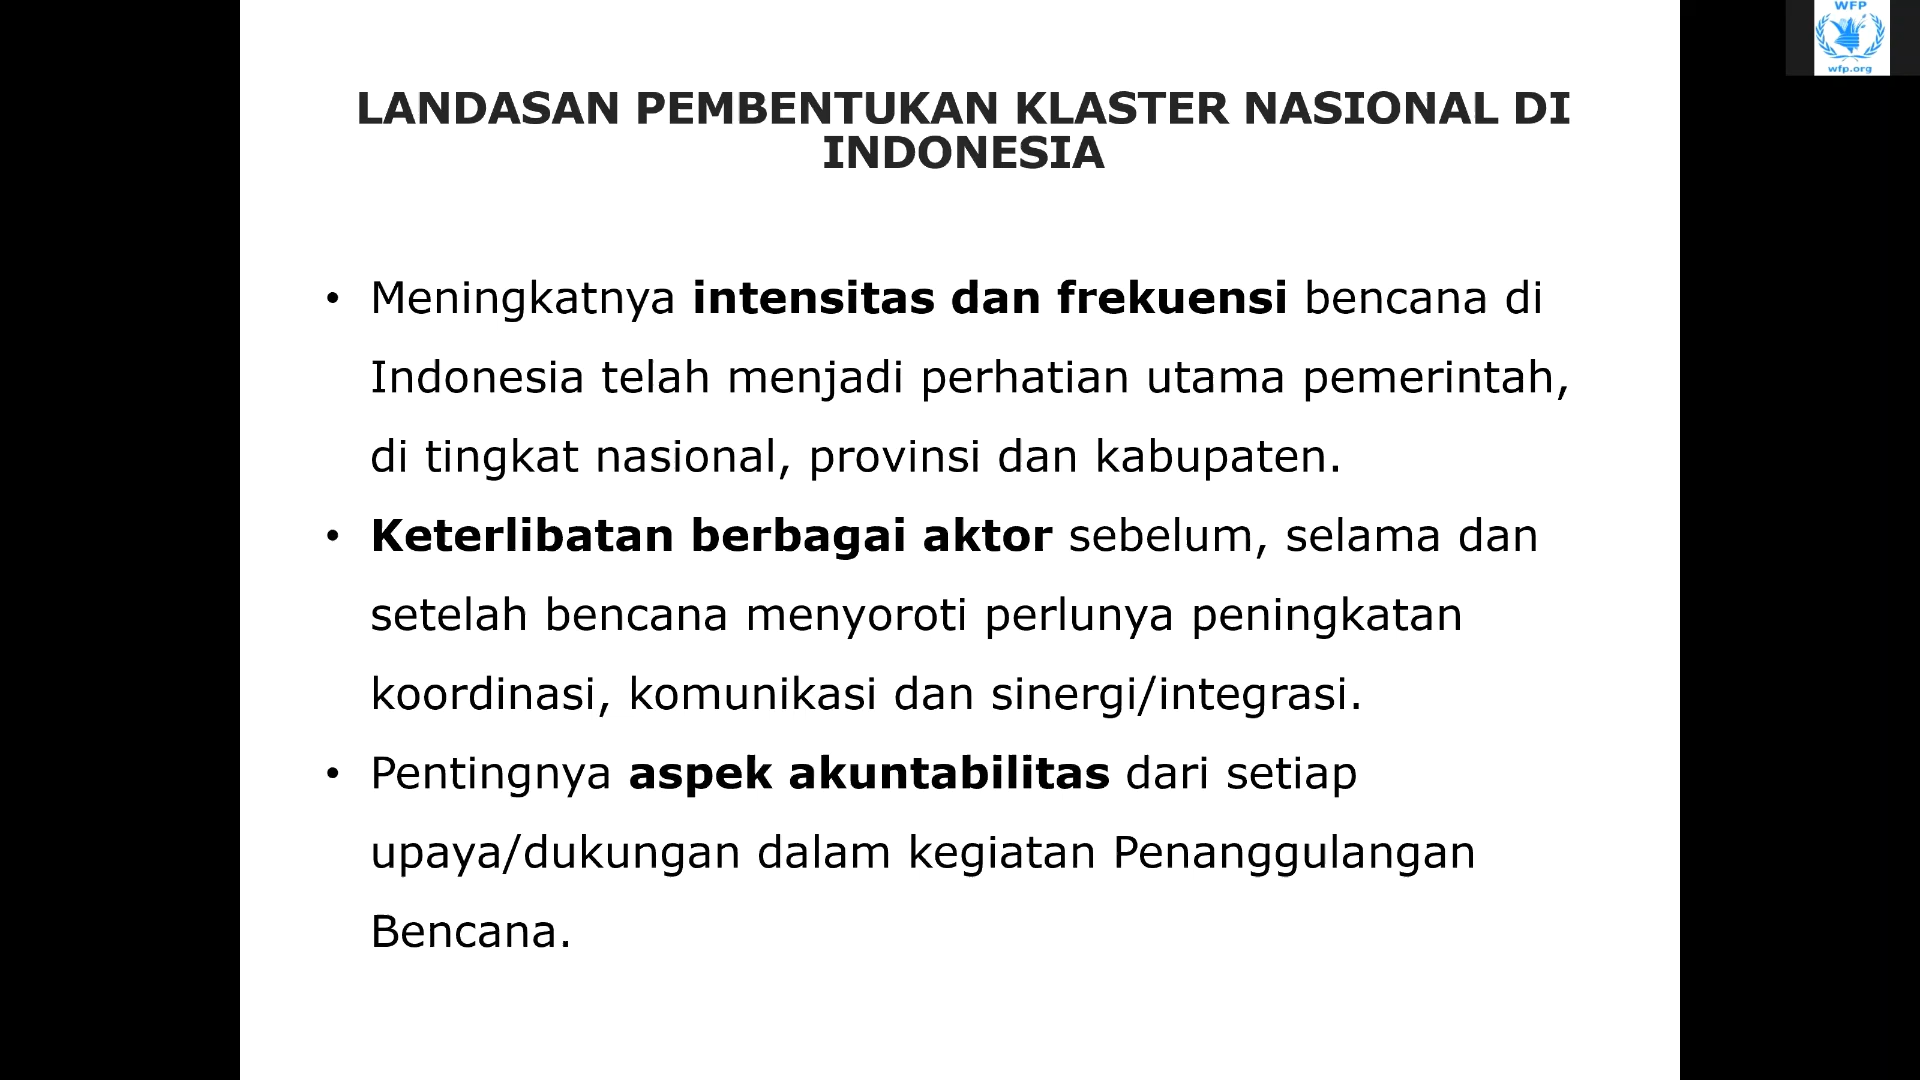 WFP
wfp.org
LANDASAN PEMBENTUKAN KLASTER NASIONAL DI
INDONESIA
• Meningkatnya intensitas dan frekuensi bencana di
Indonesia telah menjadi perhatian utama pemerintah,
di tingkat nasional, provinsi dan kabupaten.
• Keterlibatan berbagai aktor sebelum, selama dan
setelah bencana menyoroti perlunya peningkatan
koordinasi, komunikasi dan sinergi/integrasi.
• Pentingnya aspek akuntabilitas dari setiap
upaya/dukungan dalam kegiatan Penanggulangan
Bencana.